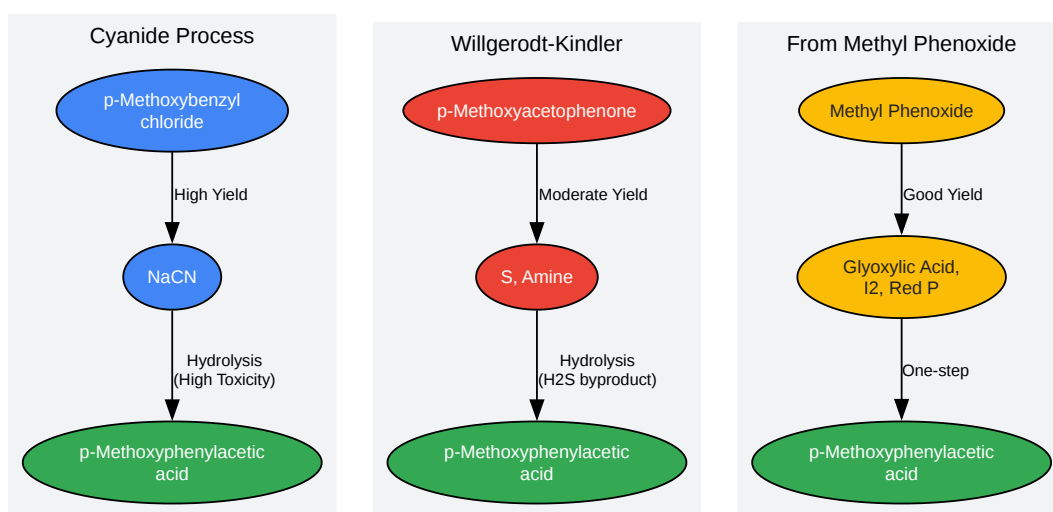 Cyanide Process
p-Methoxybenzyl
chloride
High Yield
NaCN
Hydrolysis
(High Toxicity)
p-Methoxyphenylacetic
acid
Willgerodt-Kindler
p-Methoxyacetophenone
Moderate Yield
S, Amine
Hydrolysis
(H2S byproduct)
p-Methoxyphenylacetic
acid
From Methyl Phenoxide
Methyl Phenoxide
Good Yield
Glyoxylic Acid,
I2, Red P
One-step
p-Methoxyphenylacetic
acid